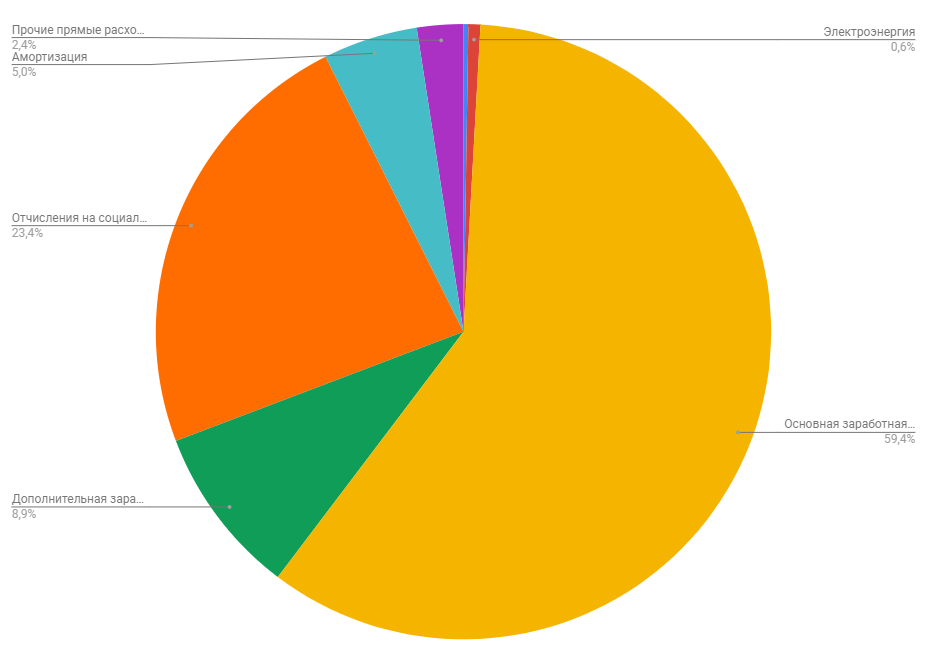 Прочие прямые расхо…
2,4%
Амортизация
5,0%
Отчисления на социал…
23,4%
Дополнительная зара…
8,9%
Электроэнергия
0,6%
Основная заработная…
59,4%